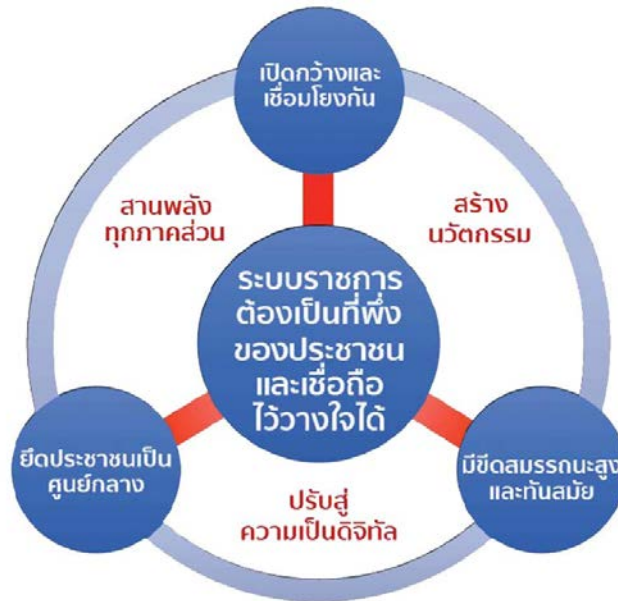 เปิดกว้างและ
เชื่อมโยงกัน
สานพลัง
ทุกภาคส่วน
สร้าง
นวัตกรรม
ระบบราชการ
ต้องเป็นที่พึ่ง
ของประชาชน
และเชื่อถือ
ไว้วางใจได้
ยึดประชาชนเป็น
ศูนย์กลาง
มีขีดสมรรถนะสูง
และทันสมัย
ปรับสู่
ความเป็นดิจิทัล